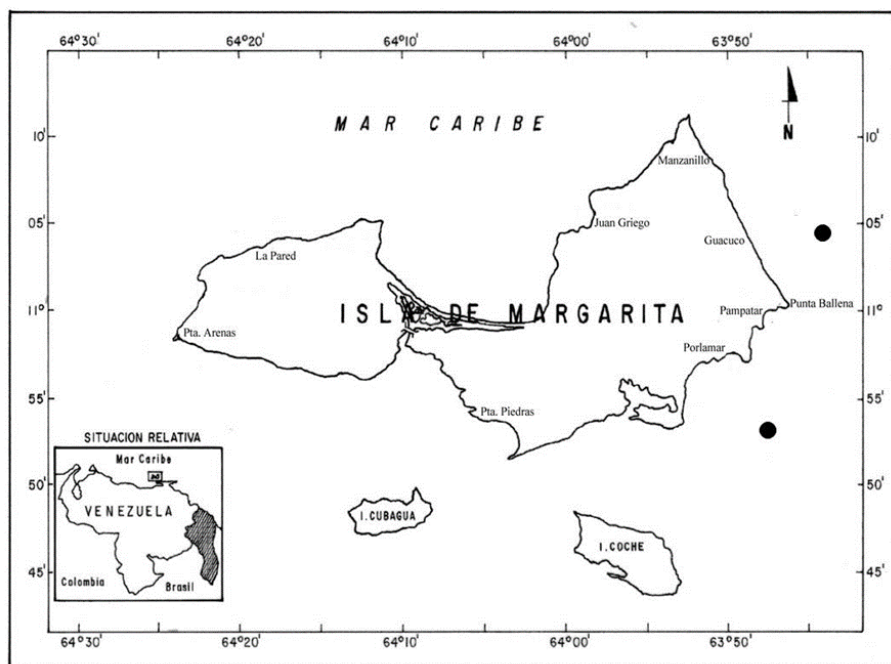 64°30'
64°20'
64°10'
64°00'
63°50'
MAR CARIBE
N
10'
10'
Manzanillo
05'
Juan Griego
05'
Guacuco
La Pared
11°
ISLA DE MARGARITA
Pampatar
Punta Ballena
11°
Pta. Arenas
Porlamar
55'
Pta. Piedras
55'
SITUACION RELATIVA
Mar Caribe
VENEZUELA
Colombia
Brasil
50'
I. CUBAGUA
50'
I. COCHE
45'
45'
64°30'
64°20'
64°10'
64°00'
63°50'